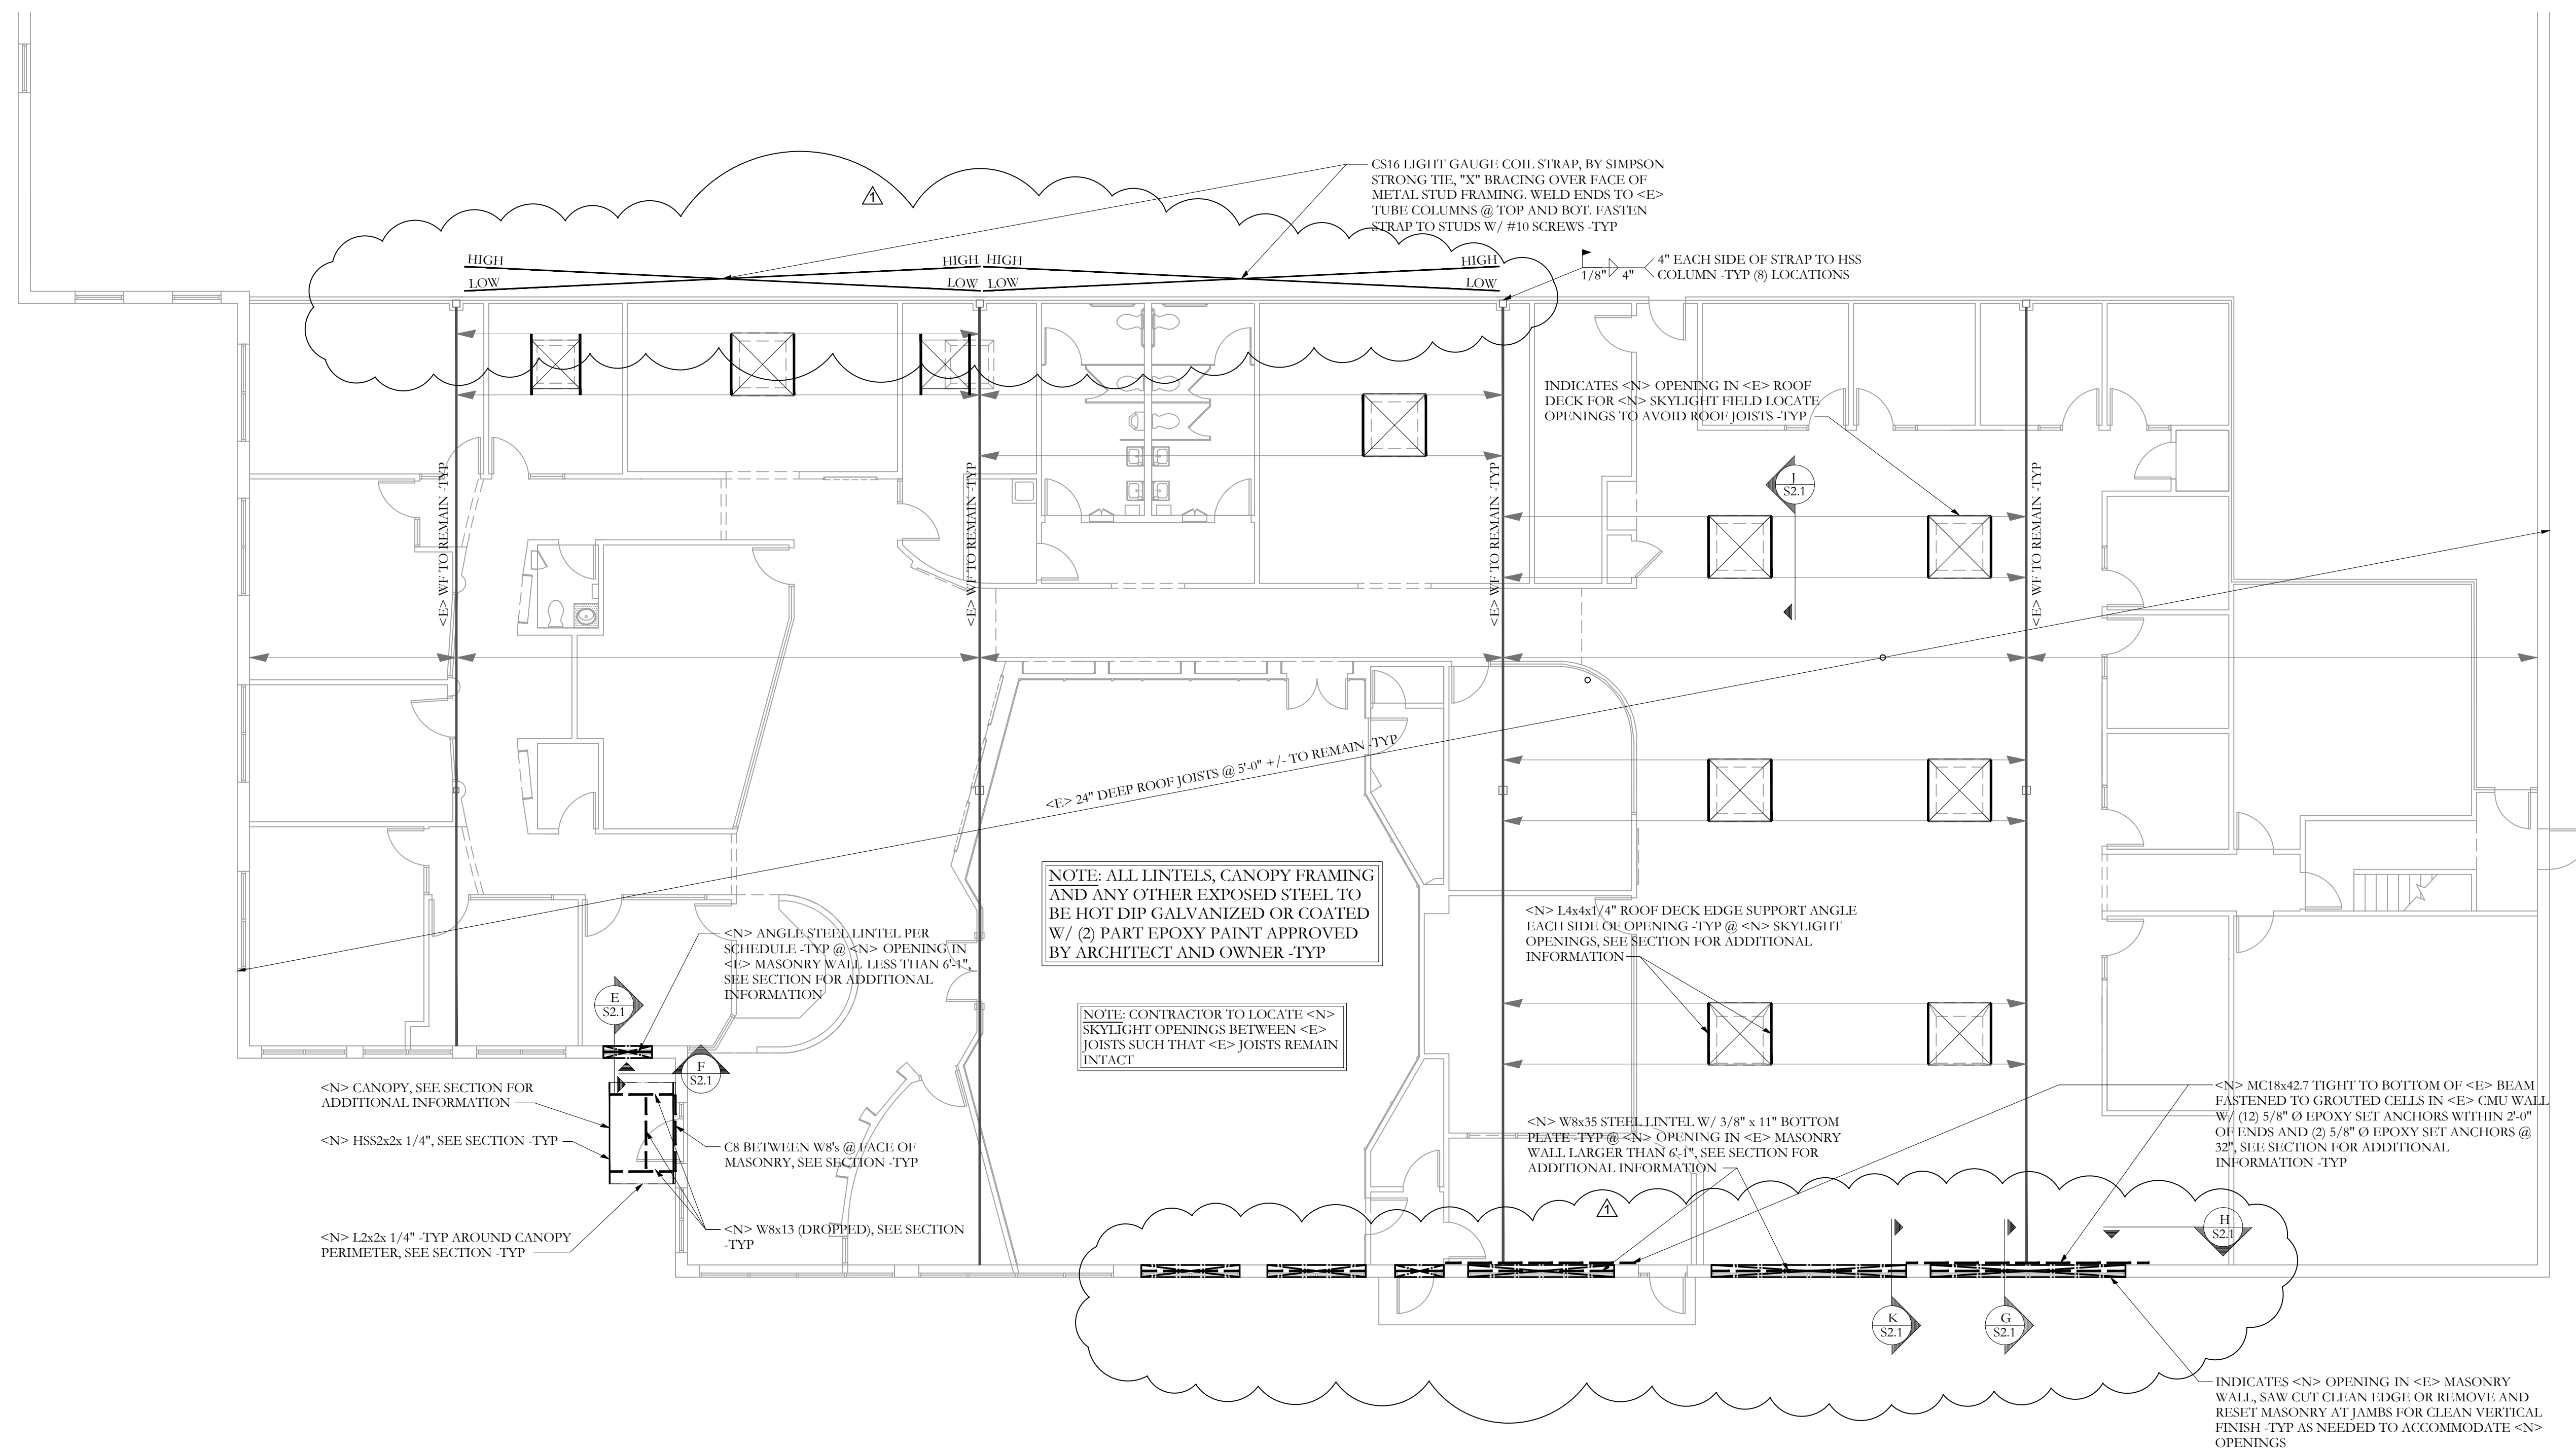 CS16 LIGHT GAUGE COIL STRAP, BY SIMPSON
STRONG TIE, "X" BRACING OVER FACE OF
METAL STUD FRAMING. WELD ENDS TO <E>
TUBE COLUMNS @ TOP AND BOT. FASTEN
STRAP TO STUDS W/ #10 SCREWS -TYP
1
HIGH
HIGH
HIGH
HIGH
LOW
LOW
LOW
LOW
1/8"
4"
4" EACH SIDE OF STRAP TO HSS
COLUMN -TYP (8) LOCATIONS
INDICATES <N> OPENING IN <E> ROOF
DECK FOR <N> SKYLIGHT FIELD LOCATE
OPENINGS TO AVOID ROOF JOISTS -TYP
<E> WF TO REMAIN -TYP
<E> WF TO REMAIN -TYP
<E> WF TO REMAIN -TYP
<E> WF TO REMAIN -TYP
J
S2.1
<E> 24" DEEP ROOF JOISTS @ 5'-0" +/- TO REMAIN -TYP
NOTE: ALL LINTELS, CANOPY FRAMING
AND ANY OTHER EXPOSED STEEL TO
BE HOT DIP GALVANIZED OR COATED
W/ (2) PART EPOXY PAINT APPROVED
BY ARCHITECT AND OWNER -TYP
<N> L4x4x1/4" ROOF DECK EDGE SUPPORT ANGLE
EACH SIDE OF OPENING -TYP @ <N> SKYLIGHT
OPENINGS, SEE SECTION FOR ADDITIONAL
INFORMATION
<N> ANGLE STEEL LINTEL PER
SCHEDULE -TYP @ <N> OPENING IN
<E> MASONRY WALL LESS THAN 6'-1",
SEE SECTION FOR ADDITIONAL
INFORMATION
E
S2.1
NOTE: CONTRACTOR TO LOCATE <N>
SKYLIGHT OPENINGS BETWEEN <E>
JOISTS SUCH THAT <E> JOISTS REMAIN
INTACT
F
S2.1
<N> CANOPY, SEE SECTION FOR
ADDITIONAL INFORMATION
<N> HSS2x2x 1/4", SEE SECTION -TYP
C8 BETWEEN W8's @ FACE OF
MASONRY, SEE SECTION -TYP
<N> W8x13 (DROPPED), SEE SECTION
-TYP
<N> L2x2x 1/4" -TYP AROUND CANOPY
PERIMETER, SEE SECTION -TYP
<N> W8x35 STEEL LINTEL W/ 3/8" x 11" BOTTOM
PLATE -TYP @ <N> OPENING IN <E> MASONRY
WALL LARGER THAN 6'-1", SEE SECTION FOR
ADDITIONAL INFORMATION
<N> MC18x42.7 TIGHT TO BOTTOM OF <E> BEAM
FASTENED TO GROUTED CELLS IN <E> CMU WALL
W/ (12) 5/8" Ø EPOXY SET ANCHORS WITHIN 2'-0"
OF ENDS AND (2) 5/8" Ø EPOXY SET ANCHORS @
32", SEE SECTION FOR ADDITIONAL
INFORMATION -TYP
1
H
S2.1
K
S2.1
G
S2.1
INDICATES <N> OPENING IN <E> MASONRY
WALL, SAW CUT CLEAN EDGE OR REMOVE AND
RESET MASONRY AT JAMBS FOR CLEAN VERTICAL
FINISH -TYP AS NEEDED TO ACCOMMODATE <N>
OPENINGS